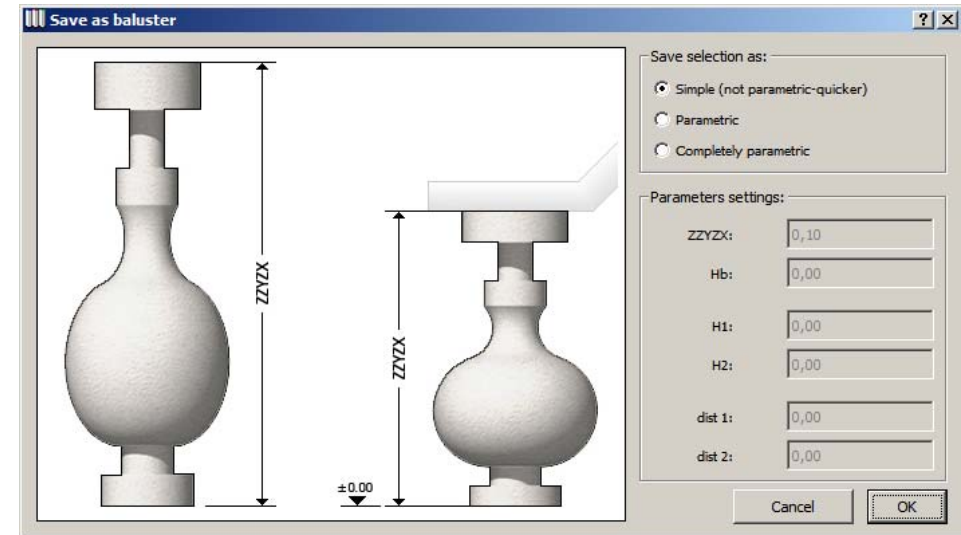 Save as baluster
ZZYZX
ZZYZX
±0.00
Save selection as:
Simple (not parametric-quicker)
Parametric
Completely parametric
Parameters settings:
ZZYZX: 0,10
Hb: 0,00
H1: 0,00
H2: 0,00
dist 1: 0,00
dist 2: 0,00
Cancel OK